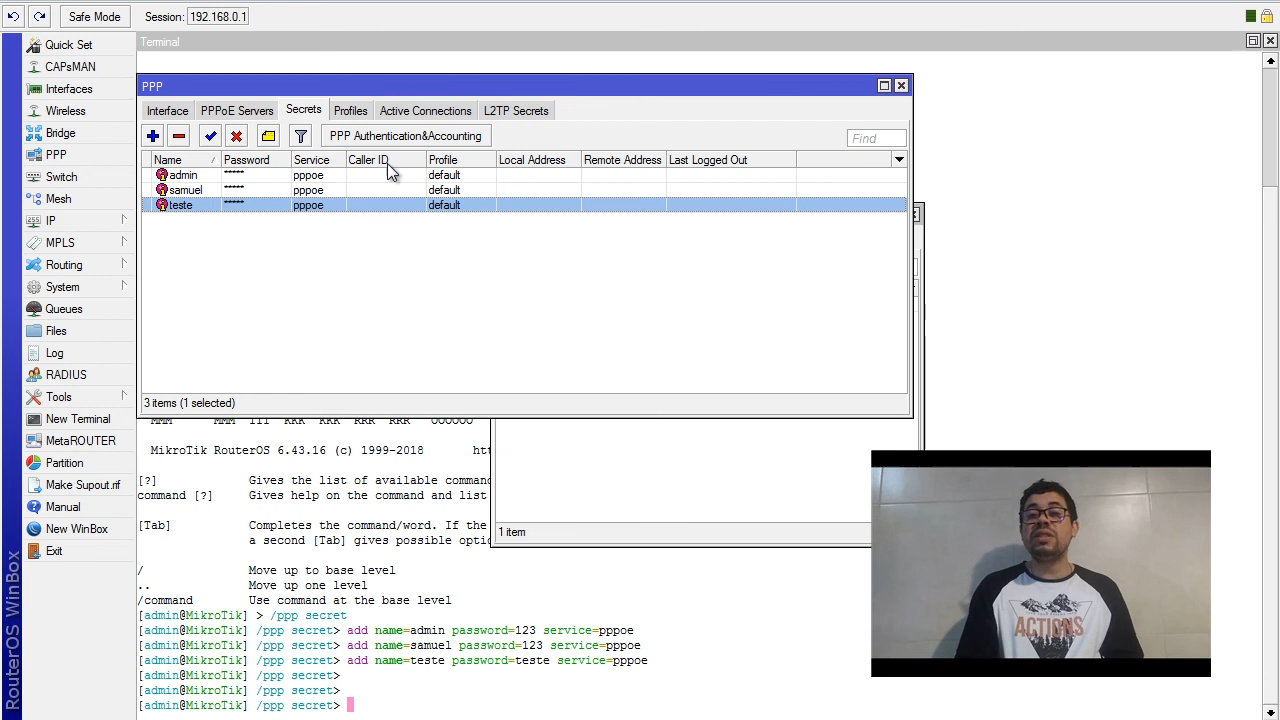 Safe Mode Session: 192.168.0.1
Quick Set
CAPsMAN
Interfaces
Wireless
Bridge
PPP
Switch
Mesh
IP
MPLS
Routing
System
Queues
Files
Log
RADIUS
Tools
New Terminal
MetaROUTER
Partition
Make Supout.rif
Manual
New WinBox
Exit
RouterOS WinBox
Terminal
PPP
Interface PPPoE Servers Secrets Profiles Active Connections L2TP Secrets
PPP Authentication&Accounting Find
Name Password Service Caller ID Profile Local Address Remote Address Last Logged Out
admin ***** pppoe default
samuel ***** pppoe default
teste ***** pppoe default
3 items (1 selected)
1 item
MMM MMM III KKK KKK RRR RRR OOOOOO
MikroTik RouterOS 6.43.16 (c) 1999-2018 htt
[?] Gives the list of available command
command [?] Gives help on the command and list
[Tab] Completes the command/word. If the
a second [Tab] gives possible optio
/ Move up to base level
.. Move up one level
/command Use command at the base level
[admin@MikroTik] > /ppp secret
[admin@MikroTik] /ppp secret> add name=admin password=123 service=pppoe
[admin@MikroTik] /ppp secret> add name=samuel password=123 service=pppoe
[admin@MikroTik] /ppp secret> add name=teste password=teste service=pppoe
[admin@MikroTik] /ppp secret>
[admin@MikroTik] /ppp secret>
[admin@MikroTik] /ppp secret>
ACTIONS